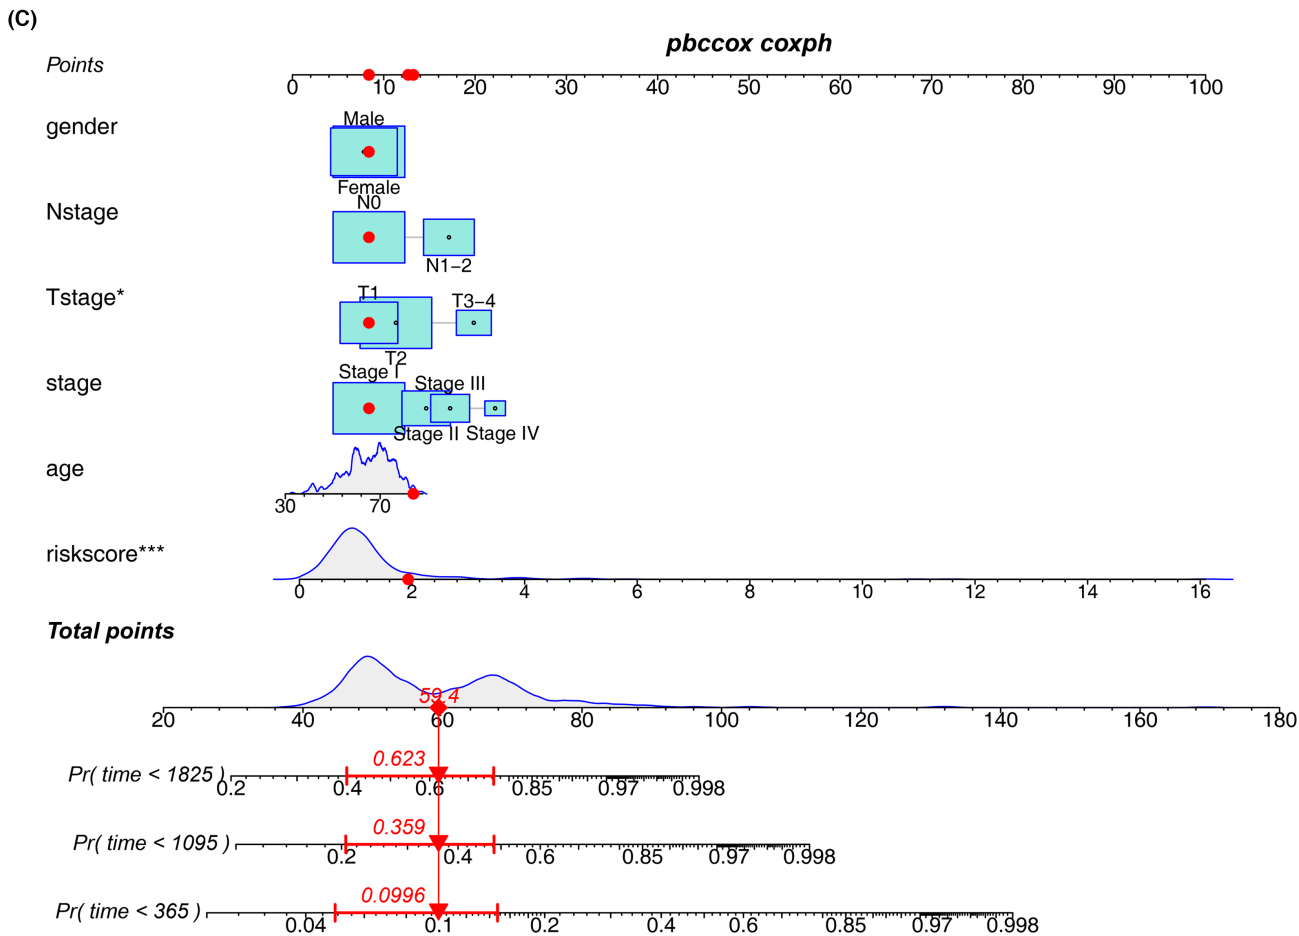 (C)
pbccox coxph
Points
0 10 20 30 40 50 60 70 80 90 100
gender
Male
Female
Nstage
N0
N1−2
Tstage*
T1
T3−4
T2
stage
Stage I
Stage III
Stage II
Stage IV
age
30 70
riskscore***
0 2 4 6 8 10 12 14 16
Total points
59.4
20 40 60 80 100 120 140 160 180
0.623
Pr( time < 1825 )
0.2 0.4 0.6 0.85 0.97 0.998
0.359
Pr( time < 1095 )
0.2 0.4 0.6 0.85 0.97 0.998
0.0996
Pr( time < 365 )
0.04 0.1 0.2 0.4 0.6 0.85 0.97 0.998